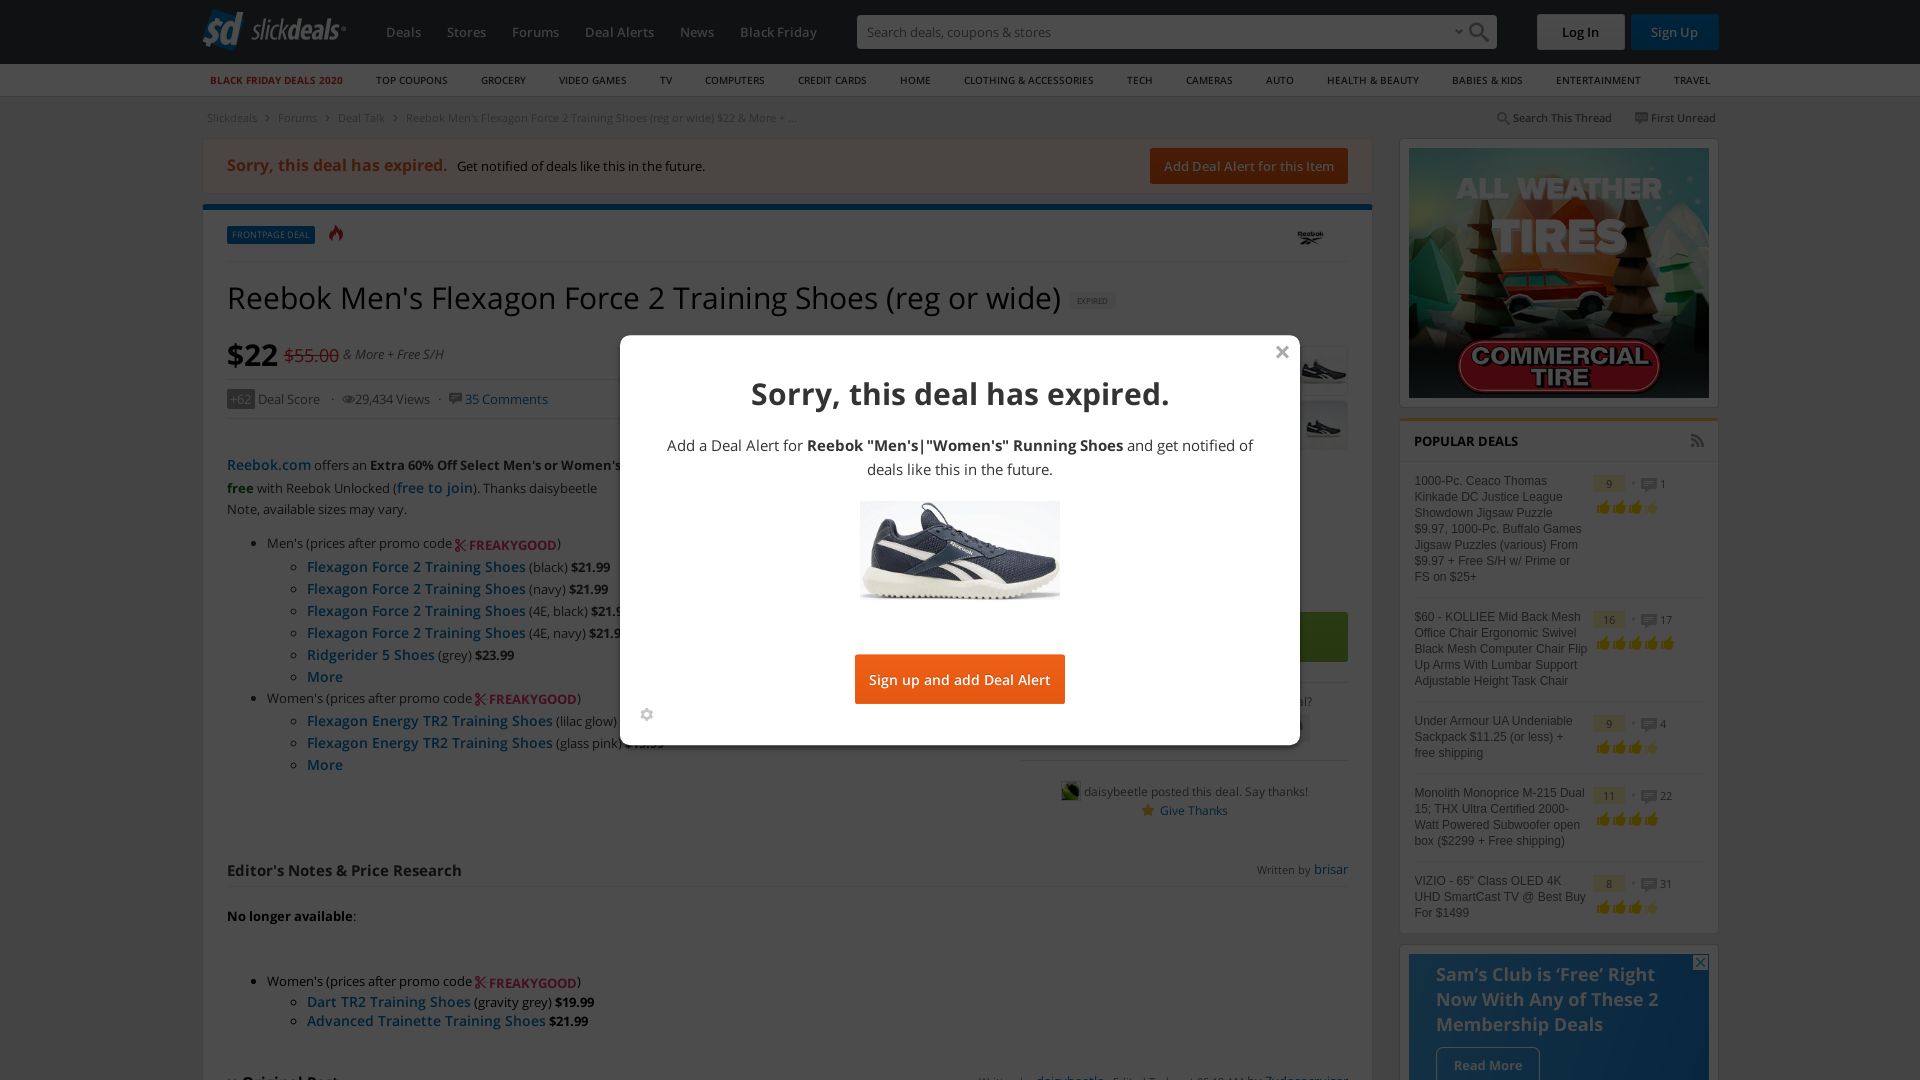 slickdeals
Deals
Stores
Forums
Deal Alerts
News
Black Friday
Search deals, coupons & stores
Log In
Sign Up
BLACK FRIDAY DEALS 2020
TOP COUPONS
GROCERY
VIDEO GAMES
TV
COMPUTERS
CREDIT CARDS
HOME
CLOTHING & ACCESSORIES
TECH
CAMERAS
AUTO
HEALTH & BEAUTY
BABIES & KIDS
ENTERTAINMENT
TRAVEL
Slickdeals > Forums > Deal Talk > Reebok Men's Flexagon Force 2 Training Shoes (reg or wide) $22 & More + ...
Search This Thread
First Unread
Sorry, this deal has expired. Get notified of deals like this in the future.
Add Deal Alert for this Item
FRONTPAGE DEAL
Reebok
Reebok Men's Flexagon Force 2 Training Shoes (reg or wide) EXPIRED
$22 $55.00 & More + Free S/H
+62 Deal Score · 29,434 Views · 35 Comments
Reebok.com offers an Extra 60% Off Select Men's or Women's
free with Reebok Unlocked (free to join). Thanks daisybeetle
Note, available sizes may vary.
Men's (prices after promo code FREAKYGOOD)
Flexagon Force 2 Training Shoes (black) $21.99
Flexagon Force 2 Training Shoes (navy) $21.99
Flexagon Force 2 Training Shoes (4E, black) $21.9
Flexagon Force 2 Training Shoes (4E, navy) $21.9
Ridgerider 5 Shoes (grey) $23.99
More
Women's (prices after promo code FREAKYGOOD)
Flexagon Energy TR2 Training Shoes (lilac glow)
Flexagon Energy TR2 Training Shoes (glass pink) $19.99
More
Sorry, this deal has expired.
Add a Deal Alert for Reebok "Men's|"Women's" Running Shoes and get notified of
deals like this in the future.
Sign up and add Deal Alert
daisybeetle posted this deal. Say thanks!
Give Thanks
Editor's Notes & Price Research
Written by brisar
No longer available:
Women's (prices after promo code FREAKYGOOD)
Dart TR2 Training Shoes (gravity grey) $19.99
Advanced Trainette Training Shoes $21.99
ALL WEATHER
TIRES
COMMERCIAL
TIRE
POPULAR DEALS
1000-Pc. Ceaco Thomas
Kinkade DC Justice League
Showdown Jigsaw Puzzle
$9.97, 1000-Pc. Buffalo Games
Jigsaw Puzzles (various) From
$9.97 + Free S/H w/ Prime or
FS on $25+
9 · 1
$60 - KOLLIEE Mid Back Mesh
Office Chair Ergonomic Swivel
Black Mesh Computer Chair Flip
Up Arms With Lumbar Support
Adjustable Height Task Chair
16 · 17
Under Armour UA Undeniable
Sackpack $11.25 (or less) +
free shipping
9 · 4
Monolith Monoprice M-215 Dual
15; THX Ultra Certified 2000-
Watt Powered Subwoofer open
box ($2299 + Free shipping)
11 · 22
VIZIO - 65" Class OLED 4K
UHD SmartCast TV @ Best Buy
For $1499
8 · 31
Sam's Club is 'Free' Right
Now With Any of These 2
Membership Deals
Read More